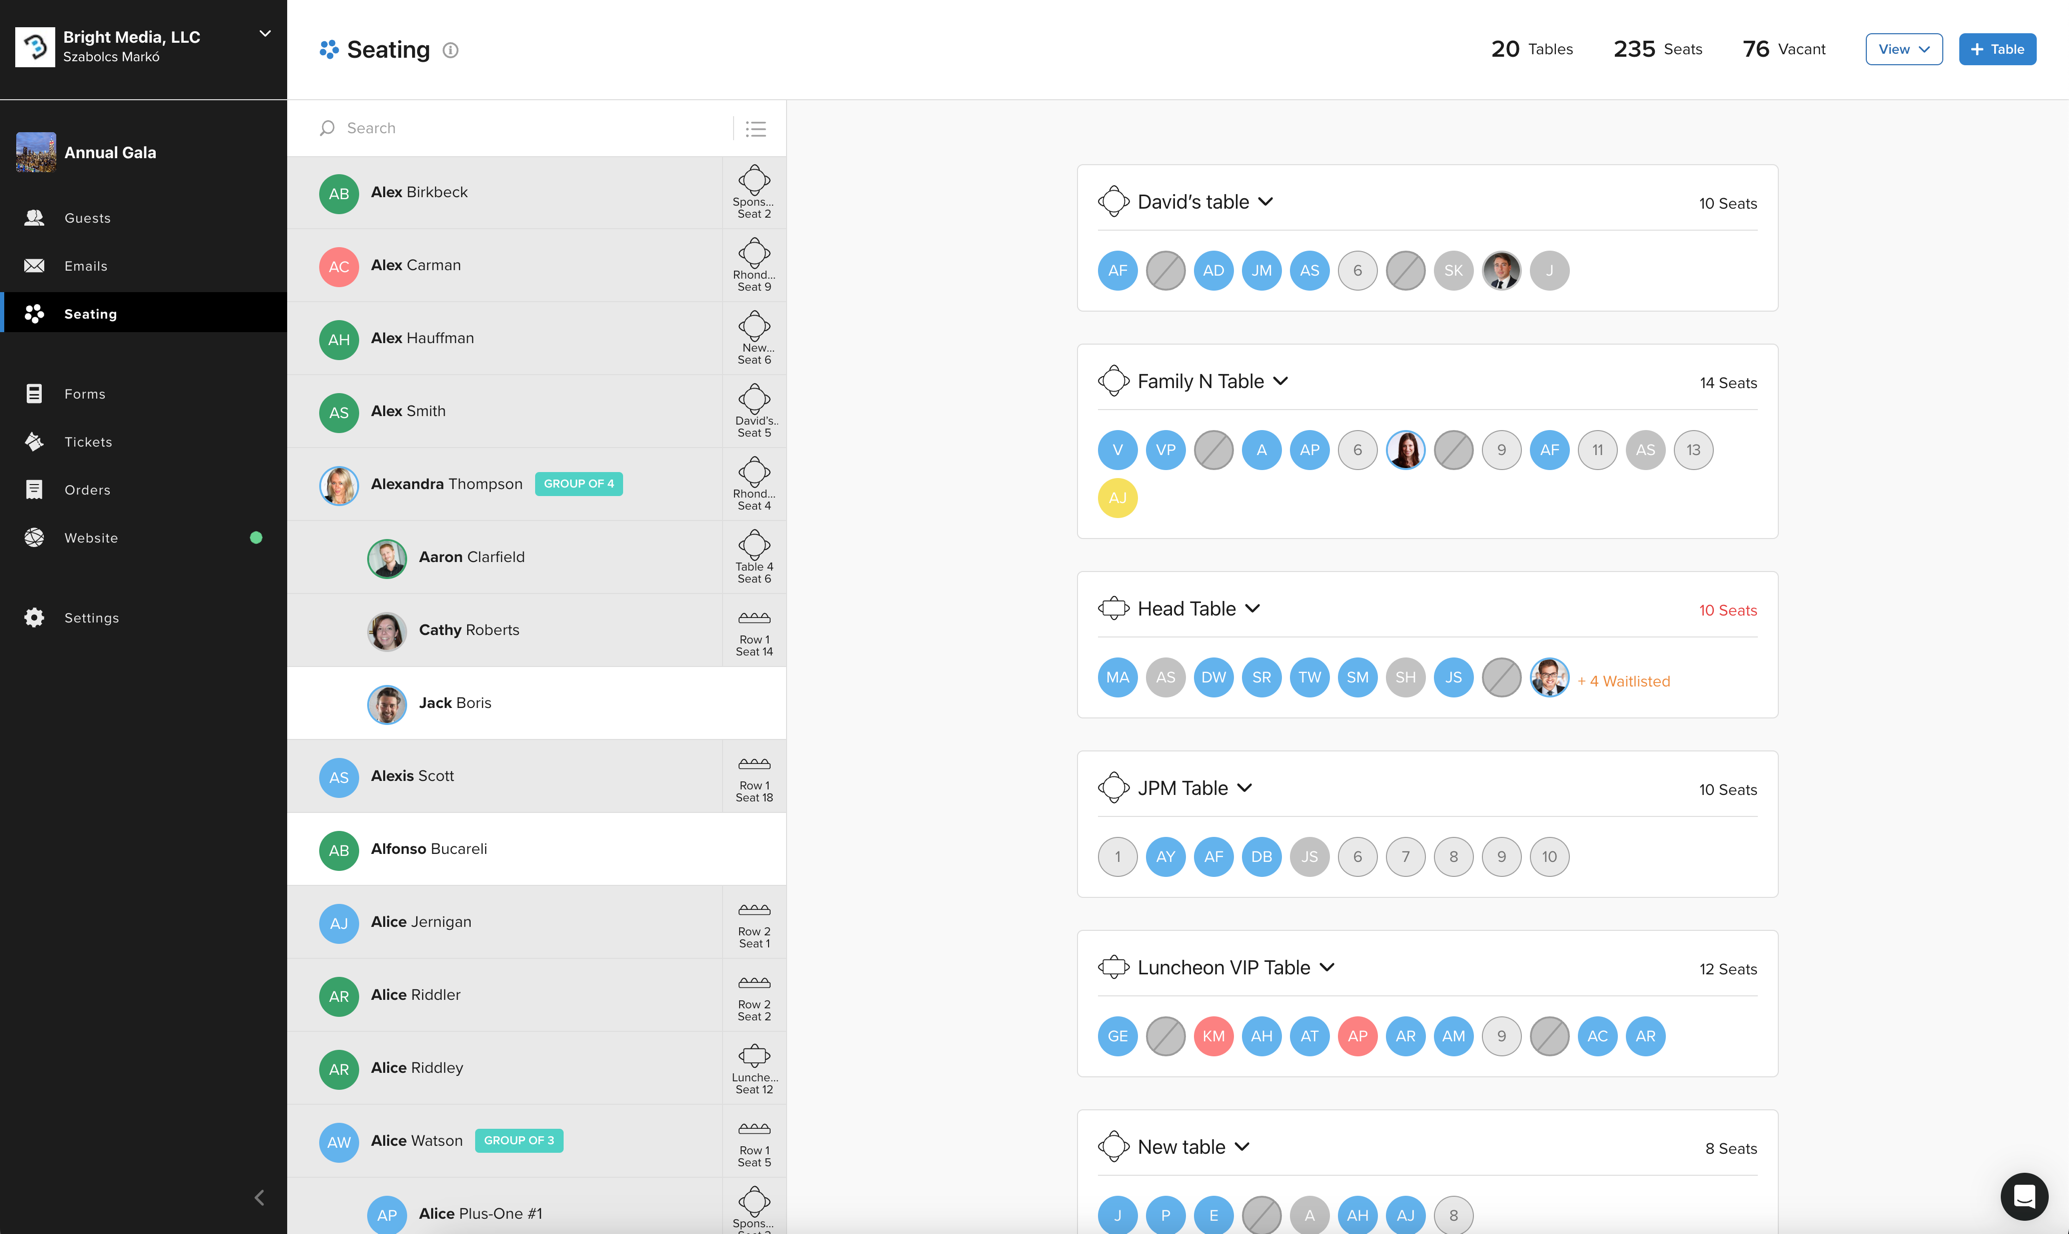 Bright Media, LLC
Szabolcs Markó
Annual Gala
Guests
Emails
Seating
Forms
Tickets
Orders
Website
Settings
Seating
20 Tables
235 Seats
76 Vacant
View
+ Table
Search
AB Alex Birkbeck
Spons...
Seat 2
AC Alex Carman
Rhond...
Seat 9
AH Alex Hauffman
New...
Seat 6
AS Alex Smith
David's..
Seat 5
Alexandra Thompson GROUP OF 4
Rhond...
Seat 4
Aaron Clarfield
Table 4
Seat 6
Cathy Roberts
Row 1
Seat 14
Jack Boris
AS Alexis Scott
Row 1
Seat 18
AB Alfonso Bucareli
AJ Alice Jernigan
Row 2
Seat 1
AR Alice Riddler
Row 2
Seat 2
AR Alice Riddley
Lunche...
Seat 12
AW Alice Watson GROUP OF 3
Row 1
Seat 5
AP Alice Plus-One #1
Spons...
David's table
10 Seats
AF AD JM AS 6 SK J
Family N Table
14 Seats
V VP A AP 6 9 AF 11 AS 13
AJ
Head Table
10 Seats
MA AS DW SR TW SM SH JS + 4 Waitlisted
JPM Table
10 Seats
1 AY AF DB JS 6 7 8 9 10
Luncheon VIP Table
12 Seats
GE KM AH AT AP AR AM 9 AC AR
New table
8 Seats
J P E A AH AJ 8